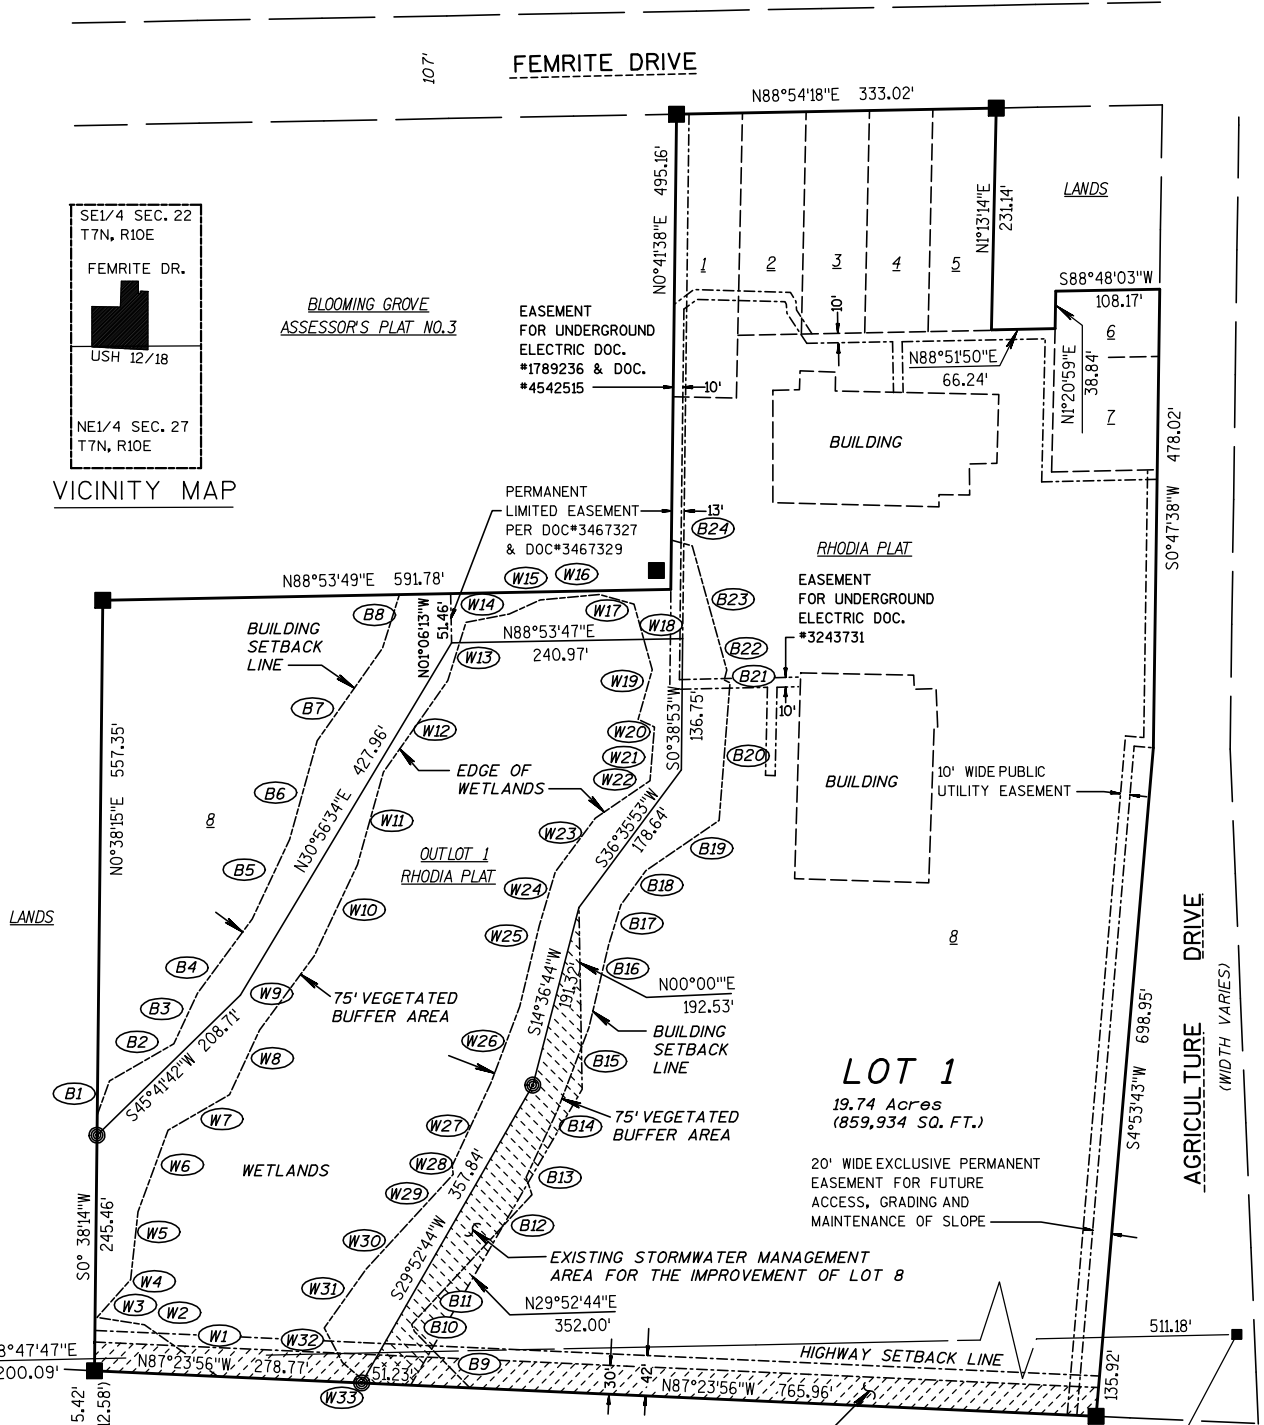 107'
FEMRITE DRIVE
N88°54'18"E 333.02'
SE1/4 SEC. 22
T7N, R10E
FEMRITE DR.
USH 12/18
NE1/4 SEC. 27
T7N, R10E
VICINITY MAP
BLOOMING GROVE
ASSESSOR'S PLAT NO.3
N0°41'38"E 495.16'
1
2
3
4
5
N1°13'14"E
231.14'
LANDS
S88°48'03"W
108.17'
6
7
N88°51'50"E
66.24'
N1°20'59"E
38.84'
EASEMENT
FOR UNDERGROUND
ELECTRIC DOC.
#1789236 & DOC.
#4542515
10'
10'
BUILDING
S0°47'38"W 478.02'
PERMANENT
LIMITED EASEMENT
PER DOC#3467327
& DOC#3467329
13'
B24
RHODIA PLAT
EASEMENT
FOR UNDERGROUND
ELECTRIC DOC.
#3243731
N88°53'49"E 591.78'
W15
W16
B8
N01°06'13"W
51.46'
W14
W17
W18
B23
BUILDING
SETBACK
LINE
N88°53'47"E
240.97'
W13
W19
B22
B21
10'
B7
W12
W20
S0°38'53"W
136.75'
B20
N0°38'15"E 557.35'
427.96'
N30°56'34"E
EDGE OF
WETLANDS
W21
W22
BUILDING
10' WIDE PUBLIC
UTILITY EASEMENT
B6
8
W11
W23
S36°35'53"W
178.64'
B19
B5
OUTLOT 1
RHODIA PLAT
W24
B18
LANDS
W10
W25
B17
8
B4
B16
S14°36'44"W
191.32'
N00°00'"E
192.53'
B3
W9
75' VEGETATED
BUFFER AREA
B2
S45°41'42"W 208.71'
W8
W26
BUILDING
SETBACK
LINE
B15
AGRICULTURE DRIVE
(WIDTH VARIES)
B1
W7
W27
75' VEGETATED
BUFFER AREA
B14
LOT 1
19.74 Acres
(859,934 SQ. FT.)
S4°53'43"W 698.95'
W6
WETLANDS
W28
B13
20' WIDE EXCLUSIVE PERMANENT
EASEMENT FOR FUTURE
ACCESS, GRADING AND
MAINTENANCE OF SLOPE
S0° 38'14"W
245.46'
W29
S29°52'44"W 357.84'
B12
W5
W30
EXISTING STORMWATER MANAGEMENT
AREA FOR THE IMPROVEMENT OF LOT 8
W4
W31
B11
N29°52'44"E
352.00'
W3
W2
B10
W1
W32
511.18'
8°47'47"E
200.09'
N87°23'56"W 278.77'
51.23'
B9
30'
42'
HIGHWAY SETBACK LINE
N87°23'56"W 765.96'
135.92'
W33
5.42'
2.58')